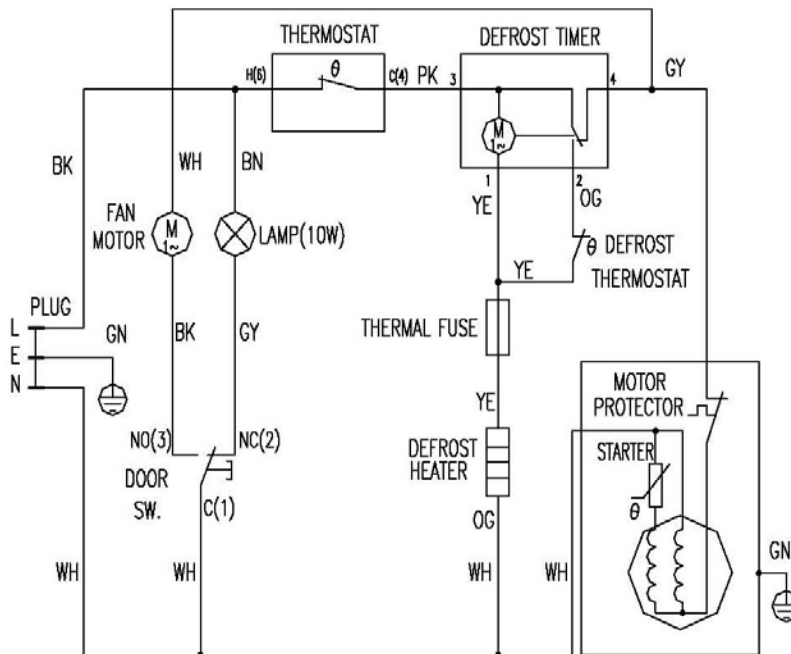 THERMOSTAT
DEFROST TIMER
H(6)
θ
C(4)
PK
3
4
GY
M
1~
BK
WH
BN
1
2
YE
OG
FAN
MOTOR
M
1~
LAMP(10W)
θ
DEFROST
THERMOSTAT
YE
PLUG
L
E
N
GN
BK
GY
THERMAL FUSE
MOTOR
PROTECTOR
YE
NO(3)
NC(2)
DOOR
SW.
C(1)
DEFROST
HEATER
STARTER
θ
OG
WH
WH
WH
WH
GN